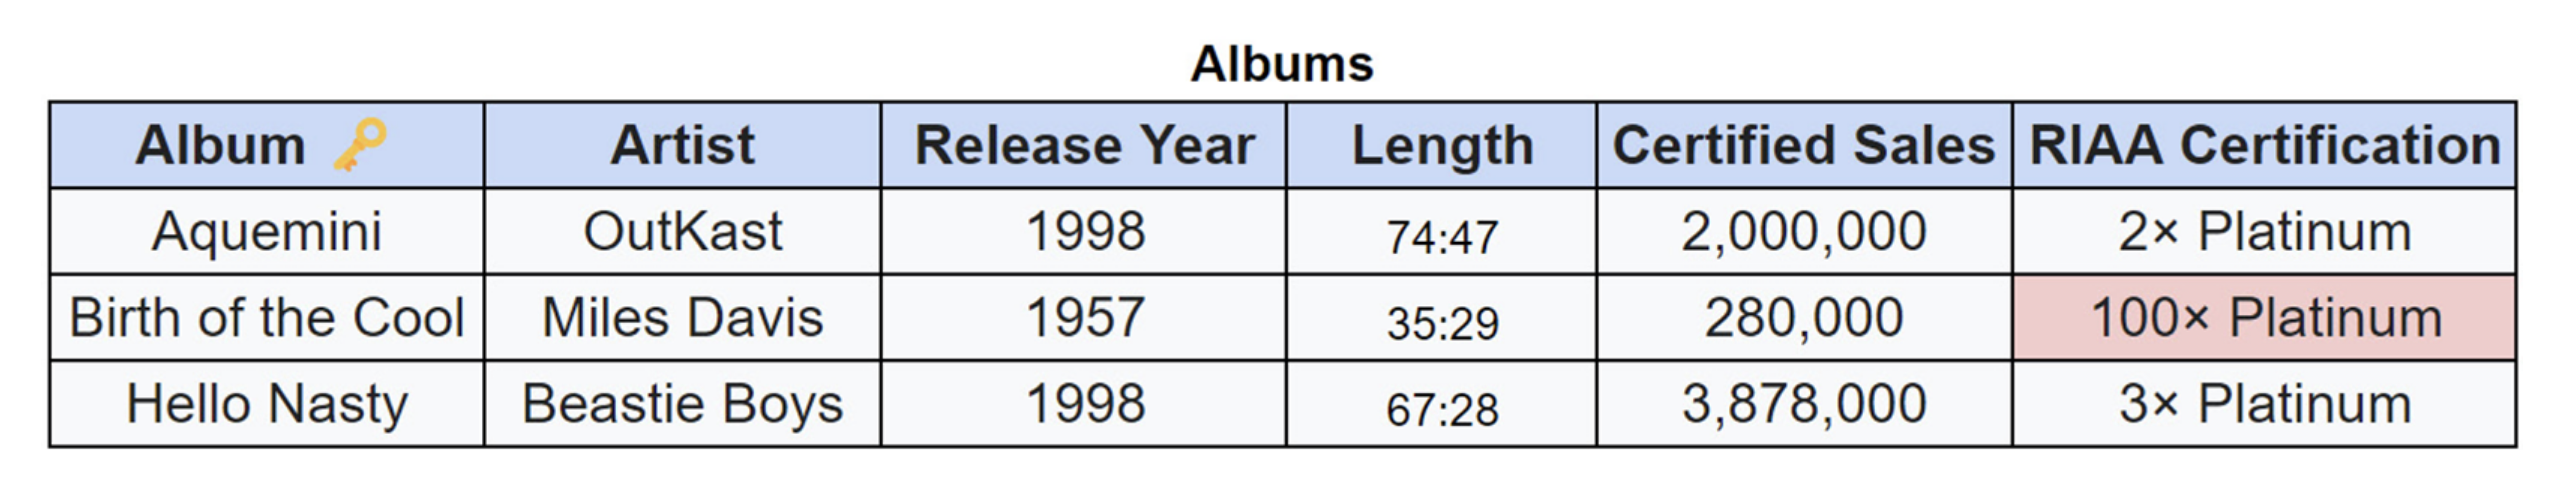 Albums
Album Artist Release Year Length Certified Sales RIAA Certification
Aquemini OutKast 1998 74:47 2,000,000 2× Platinum
Birth of the Cool Miles Davis 1957 35:29 280,000 100× Platinum
Hello Nasty Beastie Boys 1998 67:28 3,878,000 3× Platinum